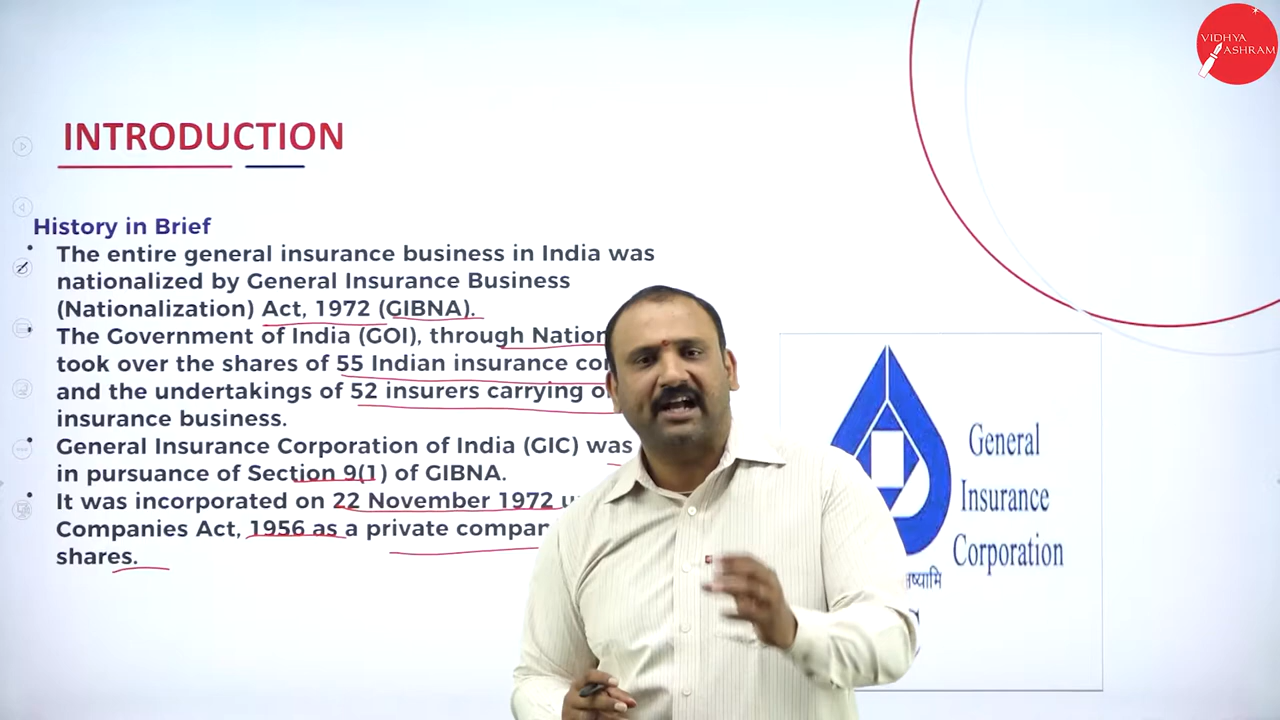 VIDHYA
ASHRAM
INTRODUCTION
History in Brief
• The entire general insurance business in India was
nationalized by General Insurance Business
(Nationalization) Act, 1972 (GIBNA).
• The Government of India (GOI), through
took over the shares of 55 Indian insurance
and the undertakings of 52 insurers carrying
insurance business.
• General Insurance Corporation of India (GIC) was
in pursuance of Section 9(1) of GIBNA.
• It was incorporated on 22 November 1972
Companies Act, 1956 as a private
shares.
General
Insurance
Corporation